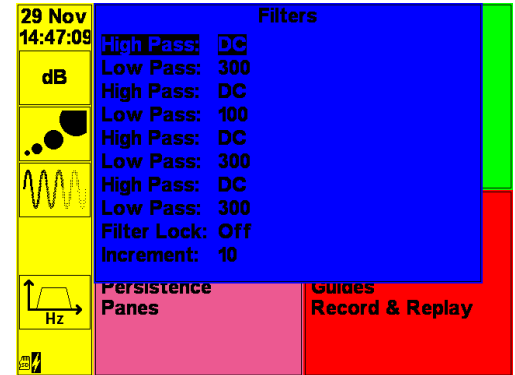 29 Nov
14:47:09
dB
Hz
Filters
High Pass: DC
Low Pass: 300
High Pass: DC
Low Pass: 100
High Pass: DC
Low Pass: 300
High Pass: DC
Low Pass: 300
Filter Lock: Off
Increment: 10
Persistence
Panes
Guides
Record & Replay